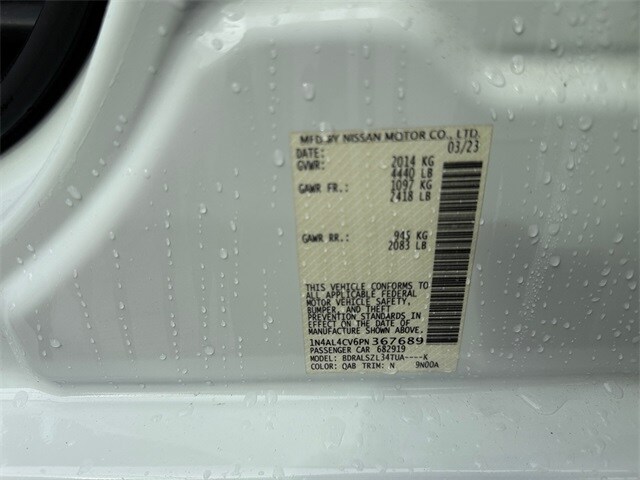 MFD BY NISSAN MOTOR CO., LTD.
DATE: 03/23
GVWR: 2014 KG
4440 LB
GAWR FR.: 1097 KG
2418 LB
GAWR RR.: 945 KG
2083 LB
THIS VEHICLE CONFORMS TO
ALL APPLICABLE FEDERAL
MOTOR VEHICLE SAFETY,
BUMPER, AND THEFT
PREVENTION STANDARDS IN
EFFECT ON THE DATE OF
MANUFACTURE SHOWN ABOVE.
1N4AL4CV6PN367689
PASSENGER CAR 682919
MODEL: BDRALSZL34TUA----K
COLOR: QAB TRIM: N 9N00A